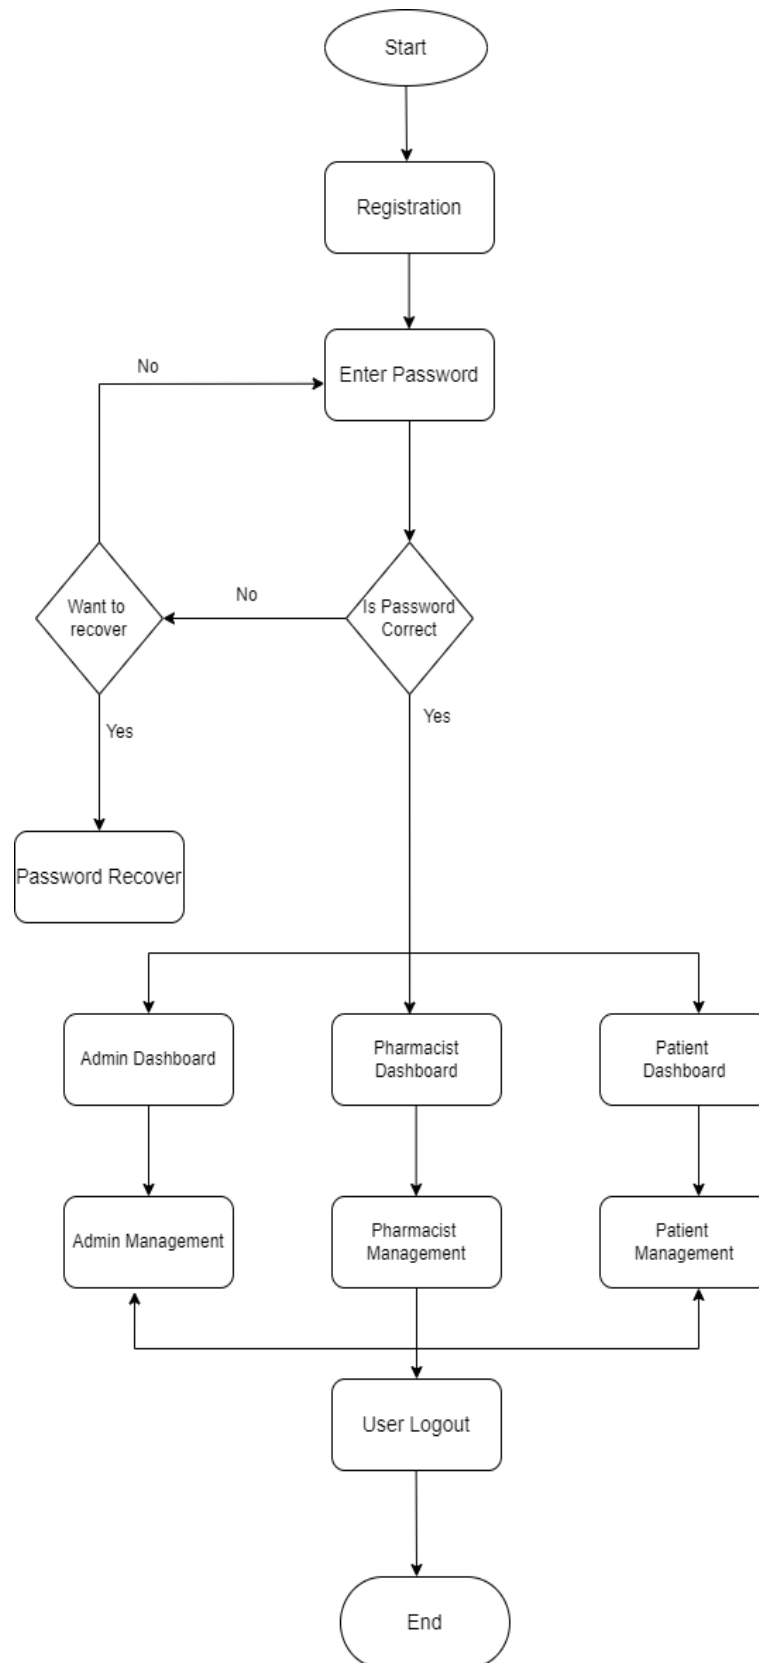 Start
Registration
Enter Password
No
Want to
recover
No
Is Password
Correct
Yes
Yes
Password Recover
Admin Dashboard
Pharmacist
Dashboard
Patient
Dashboard
Admin Management
Pharmacist
Management
Patient
Management
User Logout
End